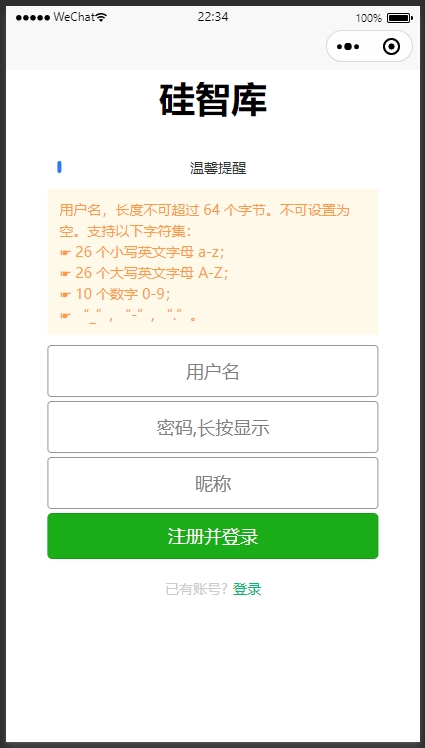 WeChat 22:34 100%
硅智库
温馨提醒
用户名，长度不可超过 64 个字节。不可设置为
空。支持以下字符集：
☛ 26 个小写英文字母 a-z；
☛ 26 个大写英文字母 A-Z；
☛ 10 个数字 0-9；
☛ “_”，“-”，“.”。
用户名
密码,长按显示
昵称
注册并登录
已有账号? 登录